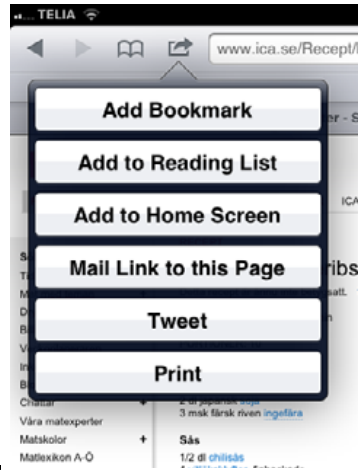 TELIA
www.ica.se/Recept/
Add Bookmark
Add to Reading List
Add to Home Screen
Mail Link to this Page
Tweet
Print
ICA
ribs
satt.
3 msk färsk riven ingefära
Våra matexperter
Matskolor +
Matlexikon A-Ö
Sås
1/2 dl chilisås